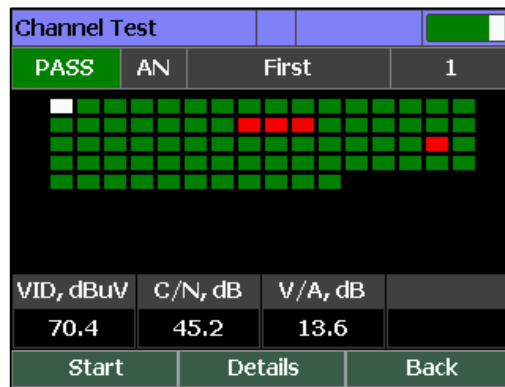 Channel Test
PASS AN First 1
VID, dBuV C/N, dB V/A, dB
70.4 45.2 13.6
Start Details Back